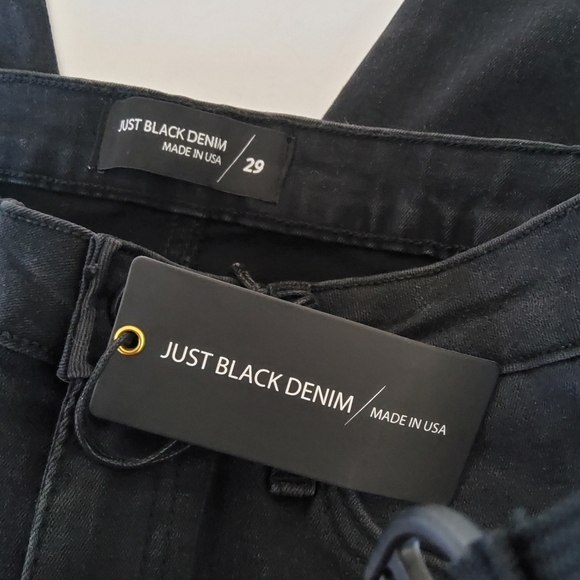 JUST BLACK DENIM
MADE IN USA / 29
JUST BLACK DENIM / MADE IN USA